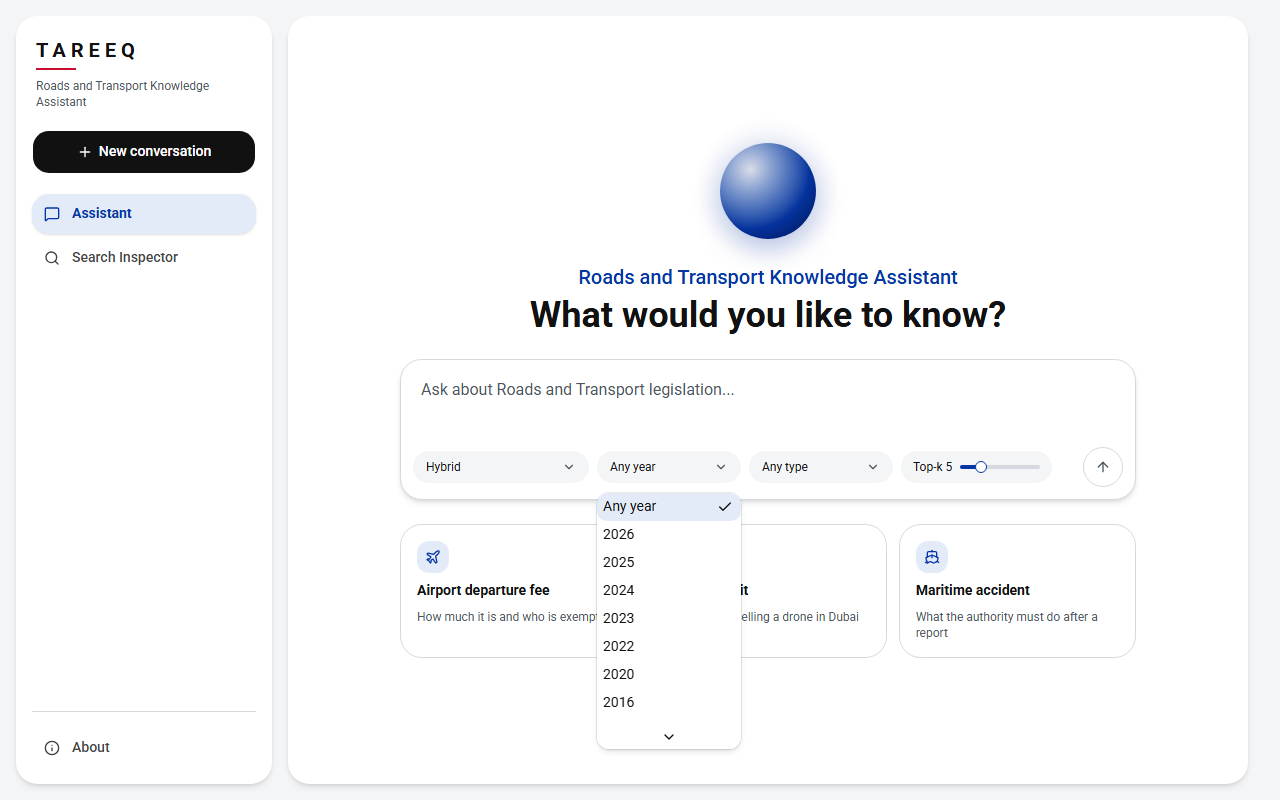 TAREEQ
Roads and Transport Knowledge
Assistant
New conversation
Assistant
Search Inspector
About
Roads and Transport Knowledge Assistant
What would you like to know?
Ask about Roads and Transport legislation...
Hybrid
Any year
Any type
Top-k 5
Any year
2026
2025
2024
2023
2022
2020
2016
Airport departure fee
How much it is and who is exempt
it
elling a drone in Dubai
Maritime accident
What the authority must do after a
report